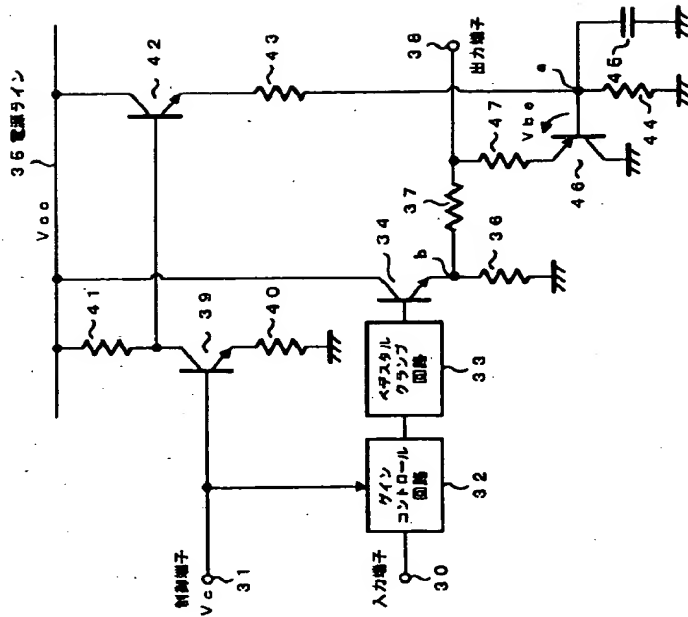 35 電源ライン
Vcc
42
43
41
39
40
制御端子
Vc
31
入力端子
30
ゲイン
コントロール
回路
32
ペデスタル
クランプ
回路
33
34
b
36
37
38
出力端子
47
Vbe
a
46
44
45